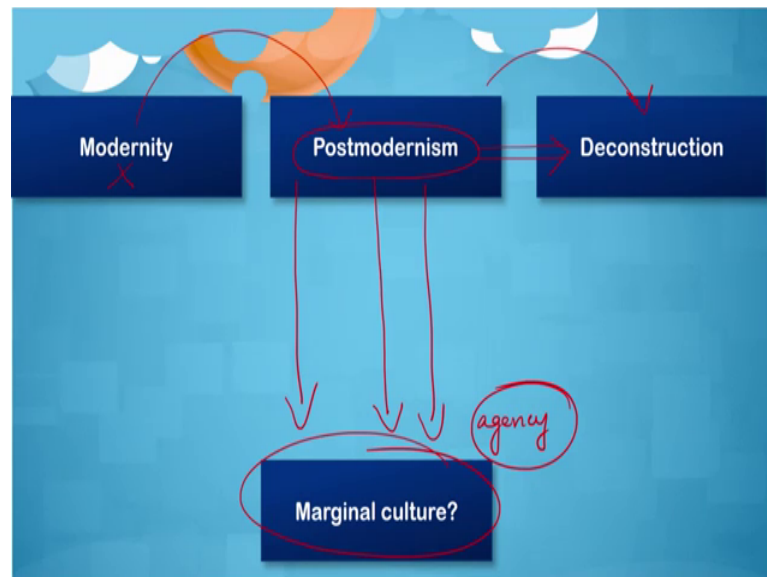 Modernity
Postmodernism
Deconstruction
agency
Marginal culture?